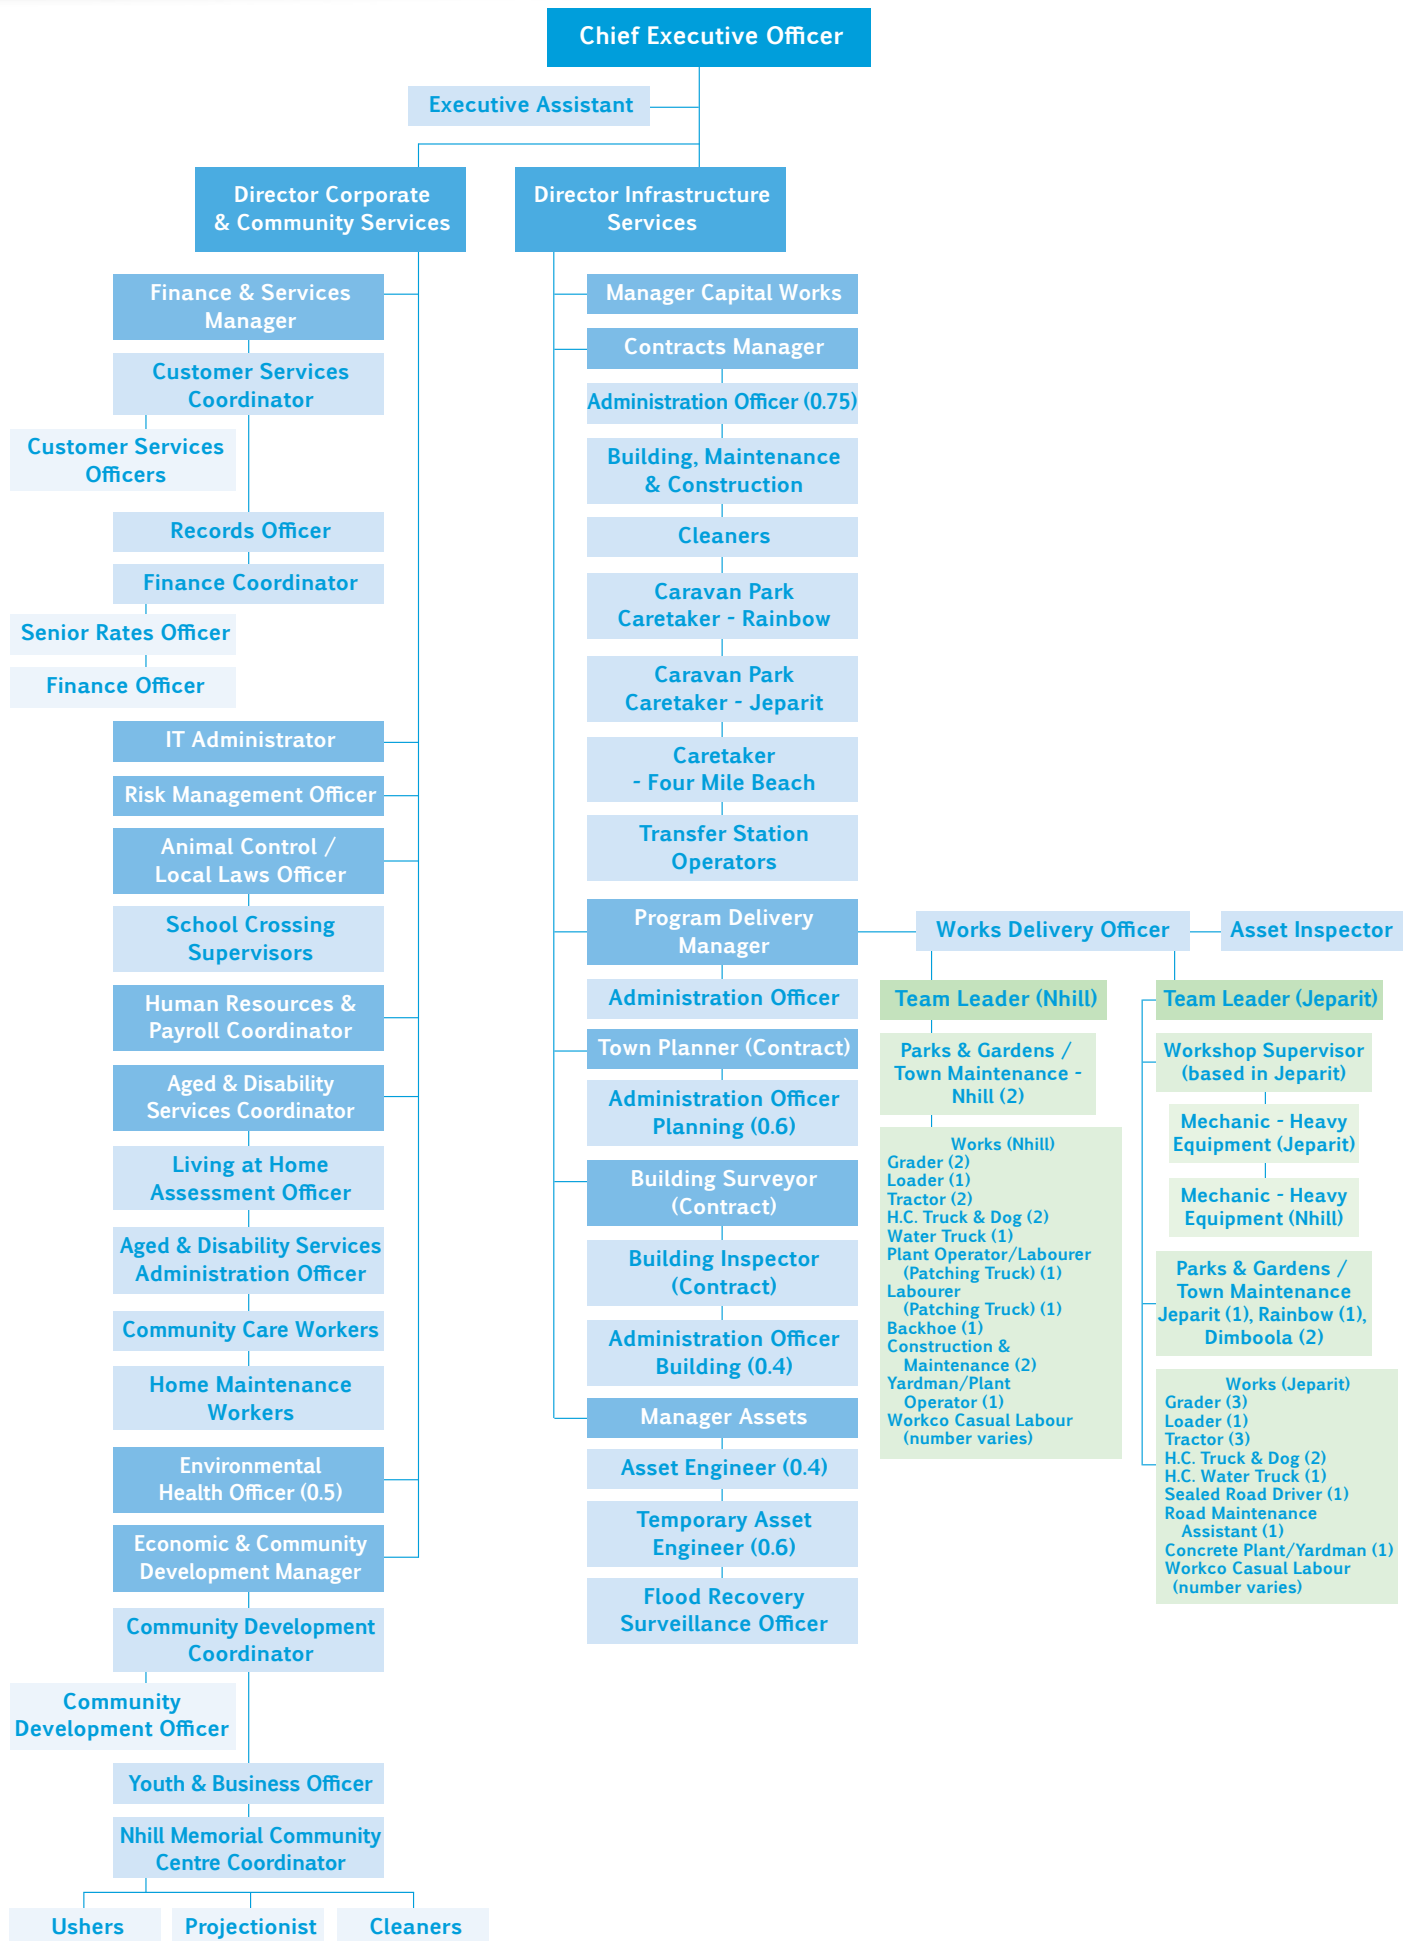 Chief Executive Officer
Executive Assistant
Director Corporate
& Community Services
Finance & Services
Manager
Customer Services
Coordinator
Customer Services
Officers
Records Officer
Finance Coordinator
Senior Rates Officer
Finance Officer
IT Administrator
Risk Management Officer
Animal Control /
Local Laws Officer
School Crossing
Supervisors
Human Resources &
Payroll Coordinator
Aged & Disability
Services Coordinator
Living at Home
Assessment Officer
Aged & Disability Services
Administration Officer
Community Care Workers
Home Maintenance
Workers
Environmental
Health Officer (0.5)
Economic & Community
Development Manager
Community Development
Coordinator
Community
Development Officer
Youth & Business Officer
Nhill Memorial Community
Centre Coordinator
Ushers
Projectionist
Cleaners
Director Infrastructure
Services
Manager Capital Works
Contracts Manager
Administration Officer (0.75)
Building, Maintenance
& Construction
Cleaners
Caravan Park
Caretaker - Rainbow
Caravan Park
Caretaker - Jeparit
Caretaker
- Four Mile Beach
Transfer Station
Operators
Program Delivery
Manager
Administration Officer
Town Planner (Contract)
Administration Officer
Planning (0.6)
Building Surveyor
(Contract)
Building Inspector
(Contract)
Administration Officer
Building (0.4)
Manager Assets
Asset Engineer (0.4)
Temporary Asset
Engineer (0.6)
Flood Recovery
Surveillance Officer
Works Delivery Officer
Asset Inspector
Team Leader (Nhill)
Parks & Gardens /
Town Maintenance -
Nhill (2)
Works (Nhill)
Grader (2)
Loader (1)
Tractor (2)
H.C. Truck & Dog (2)
Water Truck (1)
Plant Operator/Labourer
(Patching Truck) (1)
Labourer
(Patching Truck) (1)
Backhoe (1)
Construction &
Maintenance (2)
Yardman/Plant
Operator (1)
Workco Casual Labour
(number varies)
Team Leader (Jeparit)
Workshop Supervisor
(based in Jeparit)
Mechanic - Heavy
Equipment (Jeparit)
Mechanic - Heavy
Equipment (Nhill)
Parks & Gardens /
Town Maintenance
Jeparit (1), Rainbow (1),
Dimboola (2)
Works (Jeparit)
Grader (3)
Loader (1)
Tractor (3)
H.C. Truck & Dog (2)
H.C. Water Truck (1)
Sealed Road Driver (1)
Road Maintenance
Assistant (1)
Concrete Plant/Yardman (1)
Workco Casual Labour
(number varies)